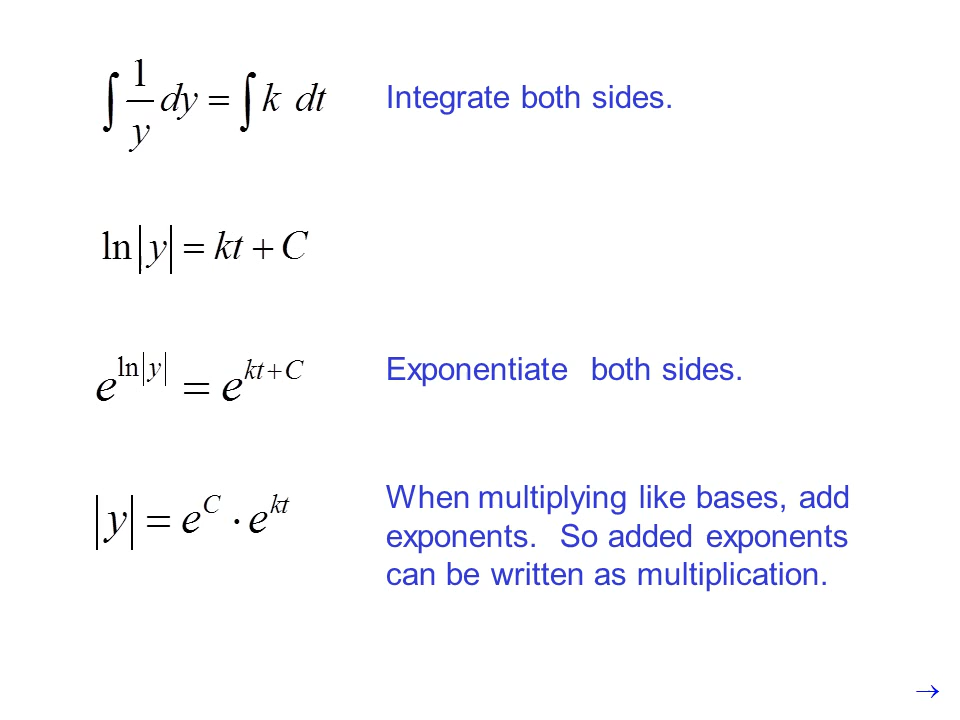 ∫ 1/y dy = ∫ k dt Integrate both sides.
ln|y| = kt + C
e^{ln|y|} = e^{kt+C} Exponentiate both sides.
|y| = e^C · e^{kt} When multiplying like bases, add
exponents. So added exponents
can be written as multiplication.
→